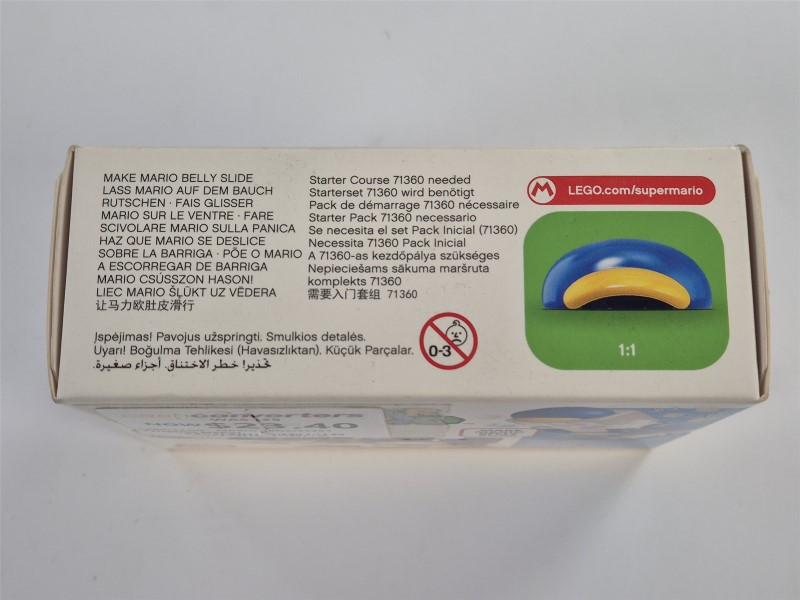 MAKE MARIO BELLY SLIDE
LASS MARIO AUF DEM BAUCH
RUTSCHEN · FAIS GLISSER
MARIO SUR LE VENTRE · FARE
SCIVOLARE MARIO SULLA PANICA
HAZ QUE MARIO SE DESLICE
SOBRE LA BARRIGA · PÕE O MARIO
A ESCORREGAR DE BARRIGA
MARIO CSÚSSZON HASON!
LIEC MARIO ŠĻŪKT UZ VĒDERA
让马力欧肚皮滑行
Starter Course 71360 needed
Starterset 71360 wird benötigt
Pack de démarrage 71360 nécessaire
Starter Pack 71360 necessario
Se necesita el set Pack Inicial (71360)
Necessita 71360 Pack Inicial
A 71360-as kezdőpálya szükséges
Nepieciešams sākuma maršruta
komplekts 71360
需要入门套组 71360
LEGO.com/supermario
1:1
Įspėjimas! Pavojus užspringti. Smulkios detalės.
Uyarı! Boğulma Tehlikesi (Havasızlıktan). Küçük Parçalar.
تحذير! خطر الاختناق. أجزاء صغيرة.
0-3
M
converters
NOW $23.40